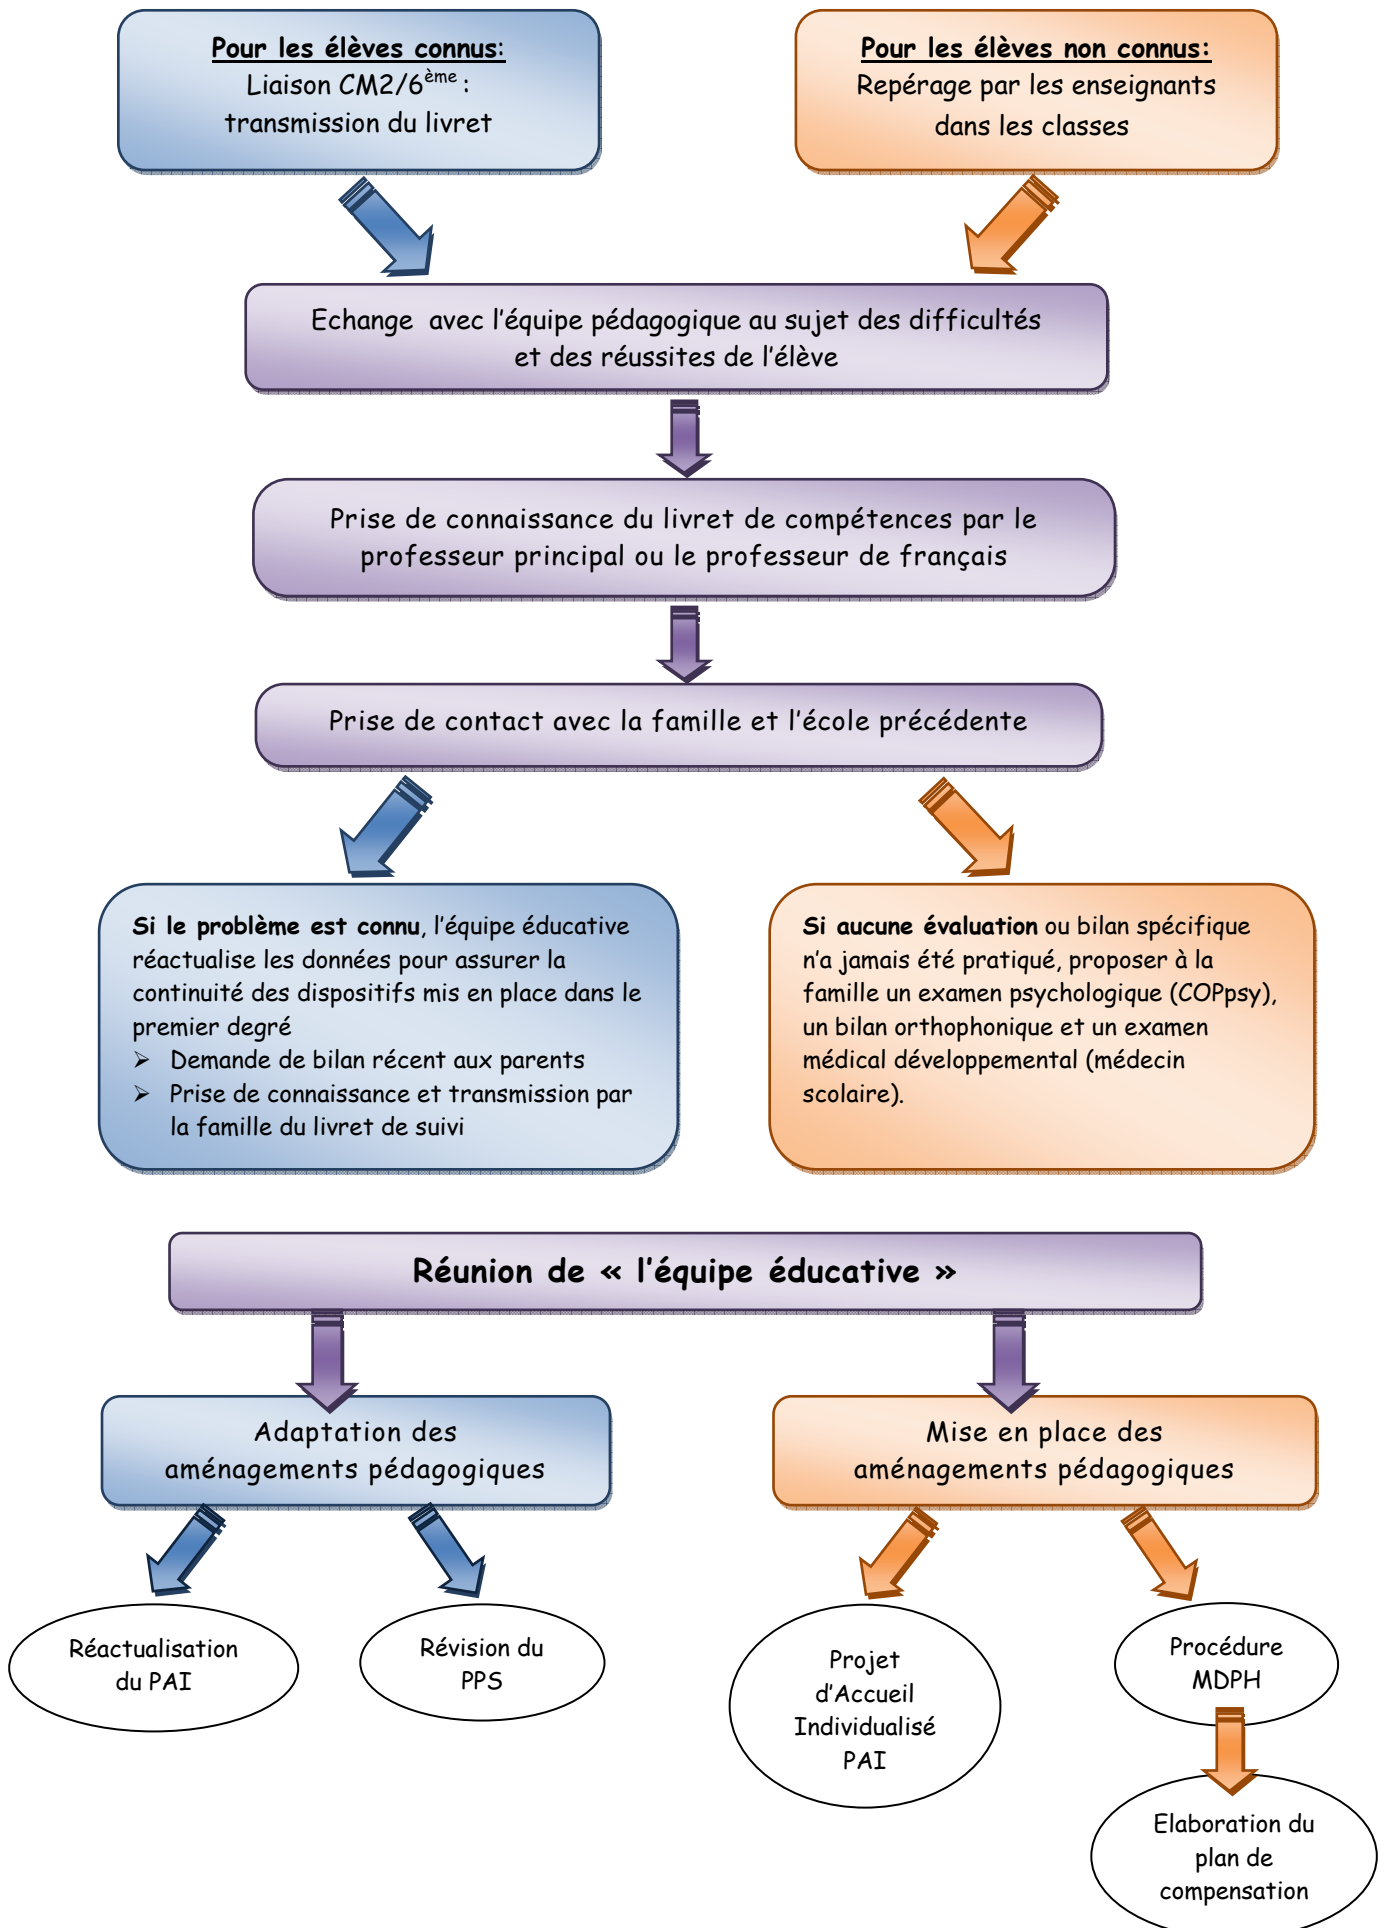 Pour les élèves connus:
Liaison CM2/6ème :
transmission du livret
Pour les élèves non connus:
Repérage par les enseignants
dans les classes
Echange avec l'équipe pédagogique au sujet des difficultés
et des réussites de l'élève
Prise de connaissance du livret de compétences par le
professeur principal ou le professeur de français
Prise de contact avec la famille et l'école précédente
Si le problème est connu, l'équipe éducative
réactualise les données pour assurer la
continuité des dispositifs mis en place dans le
premier degré
➢ Demande de bilan récent aux parents
➢ Prise de connaissance et transmission par
la famille du livret de suivi
Si aucune évaluation ou bilan spécifique
n'a jamais été pratiqué, proposer à la
famille un examen psychologique (COPpsy),
un bilan orthophonique et un examen
médical développemental (médecin
scolaire).
Réunion de « l'équipe éducative »
Adaptation des
aménagements pédagogiques
Mise en place des
aménagements pédagogiques
Réactualisation
du PAI
Révision du
PPS
Projet
d'Accueil
Individualisé
PAI
Procédure
MDPH
Elaboration du
plan de
compensation